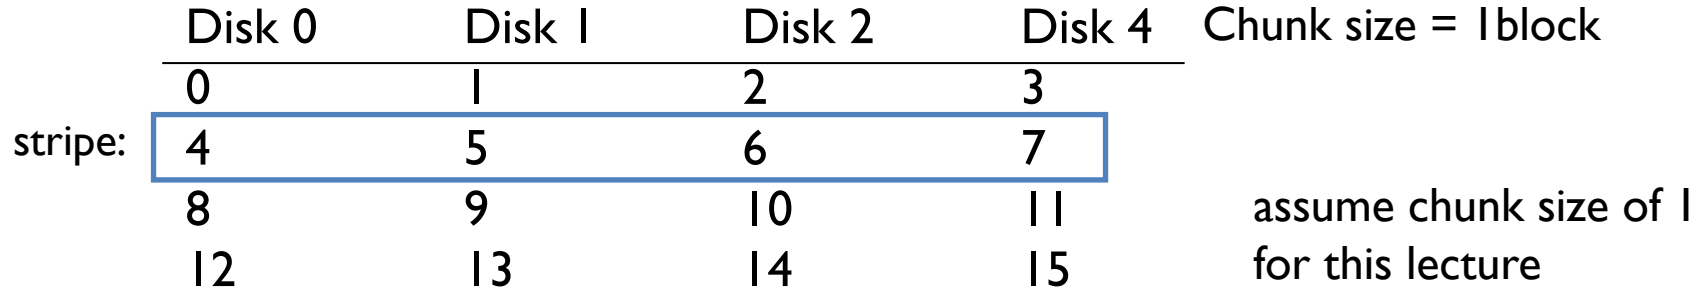 Disk 0 Disk 1 Disk 2 Disk 4 Chunk size = 1block
0 1 2 3
stripe: 4 5 6 7
8 9 10 11 assume chunk size of 1
12 13 14 15 for this lecture